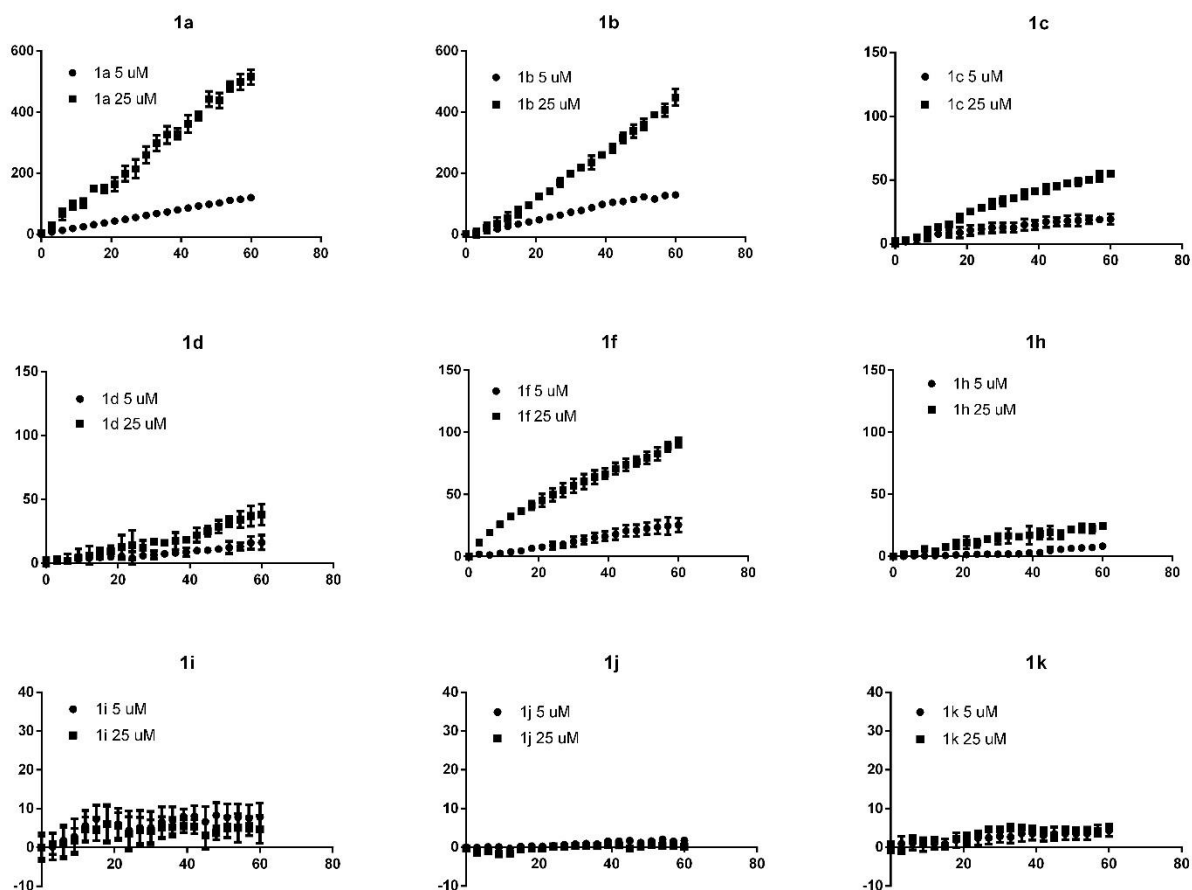 1a
600
400
200
0
1a 5 uM
1a 25 uM
0 20 40 60 80
1b
600
400
200
0
1b 5 uM
1b 25 uM
0 20 40 60 80
1c
150
100
50
0
1c 5 uM
1c 25 uM
0 20 40 60 80
1d
150
100
50
0
1d 5 uM
1d 25 uM
0 20 40 60 80
1f
150
100
50
0
1f 5 uM
1f 25 uM
0 20 40 60 80
1h
150
100
50
0
1h 5 uM
1h 25 uM
0 20 40 60 80
1i
40
30
20
10
0
-10
1i 5 uM
1i 25 uM
20 40 60 80
1j
40
30
20
10
0
-10
1j 5 uM
1j 25 uM
20 40 60 80
1k
40
30
20
10
0
-10
1k 5 uM
1k 25 uM
20 40 60 80